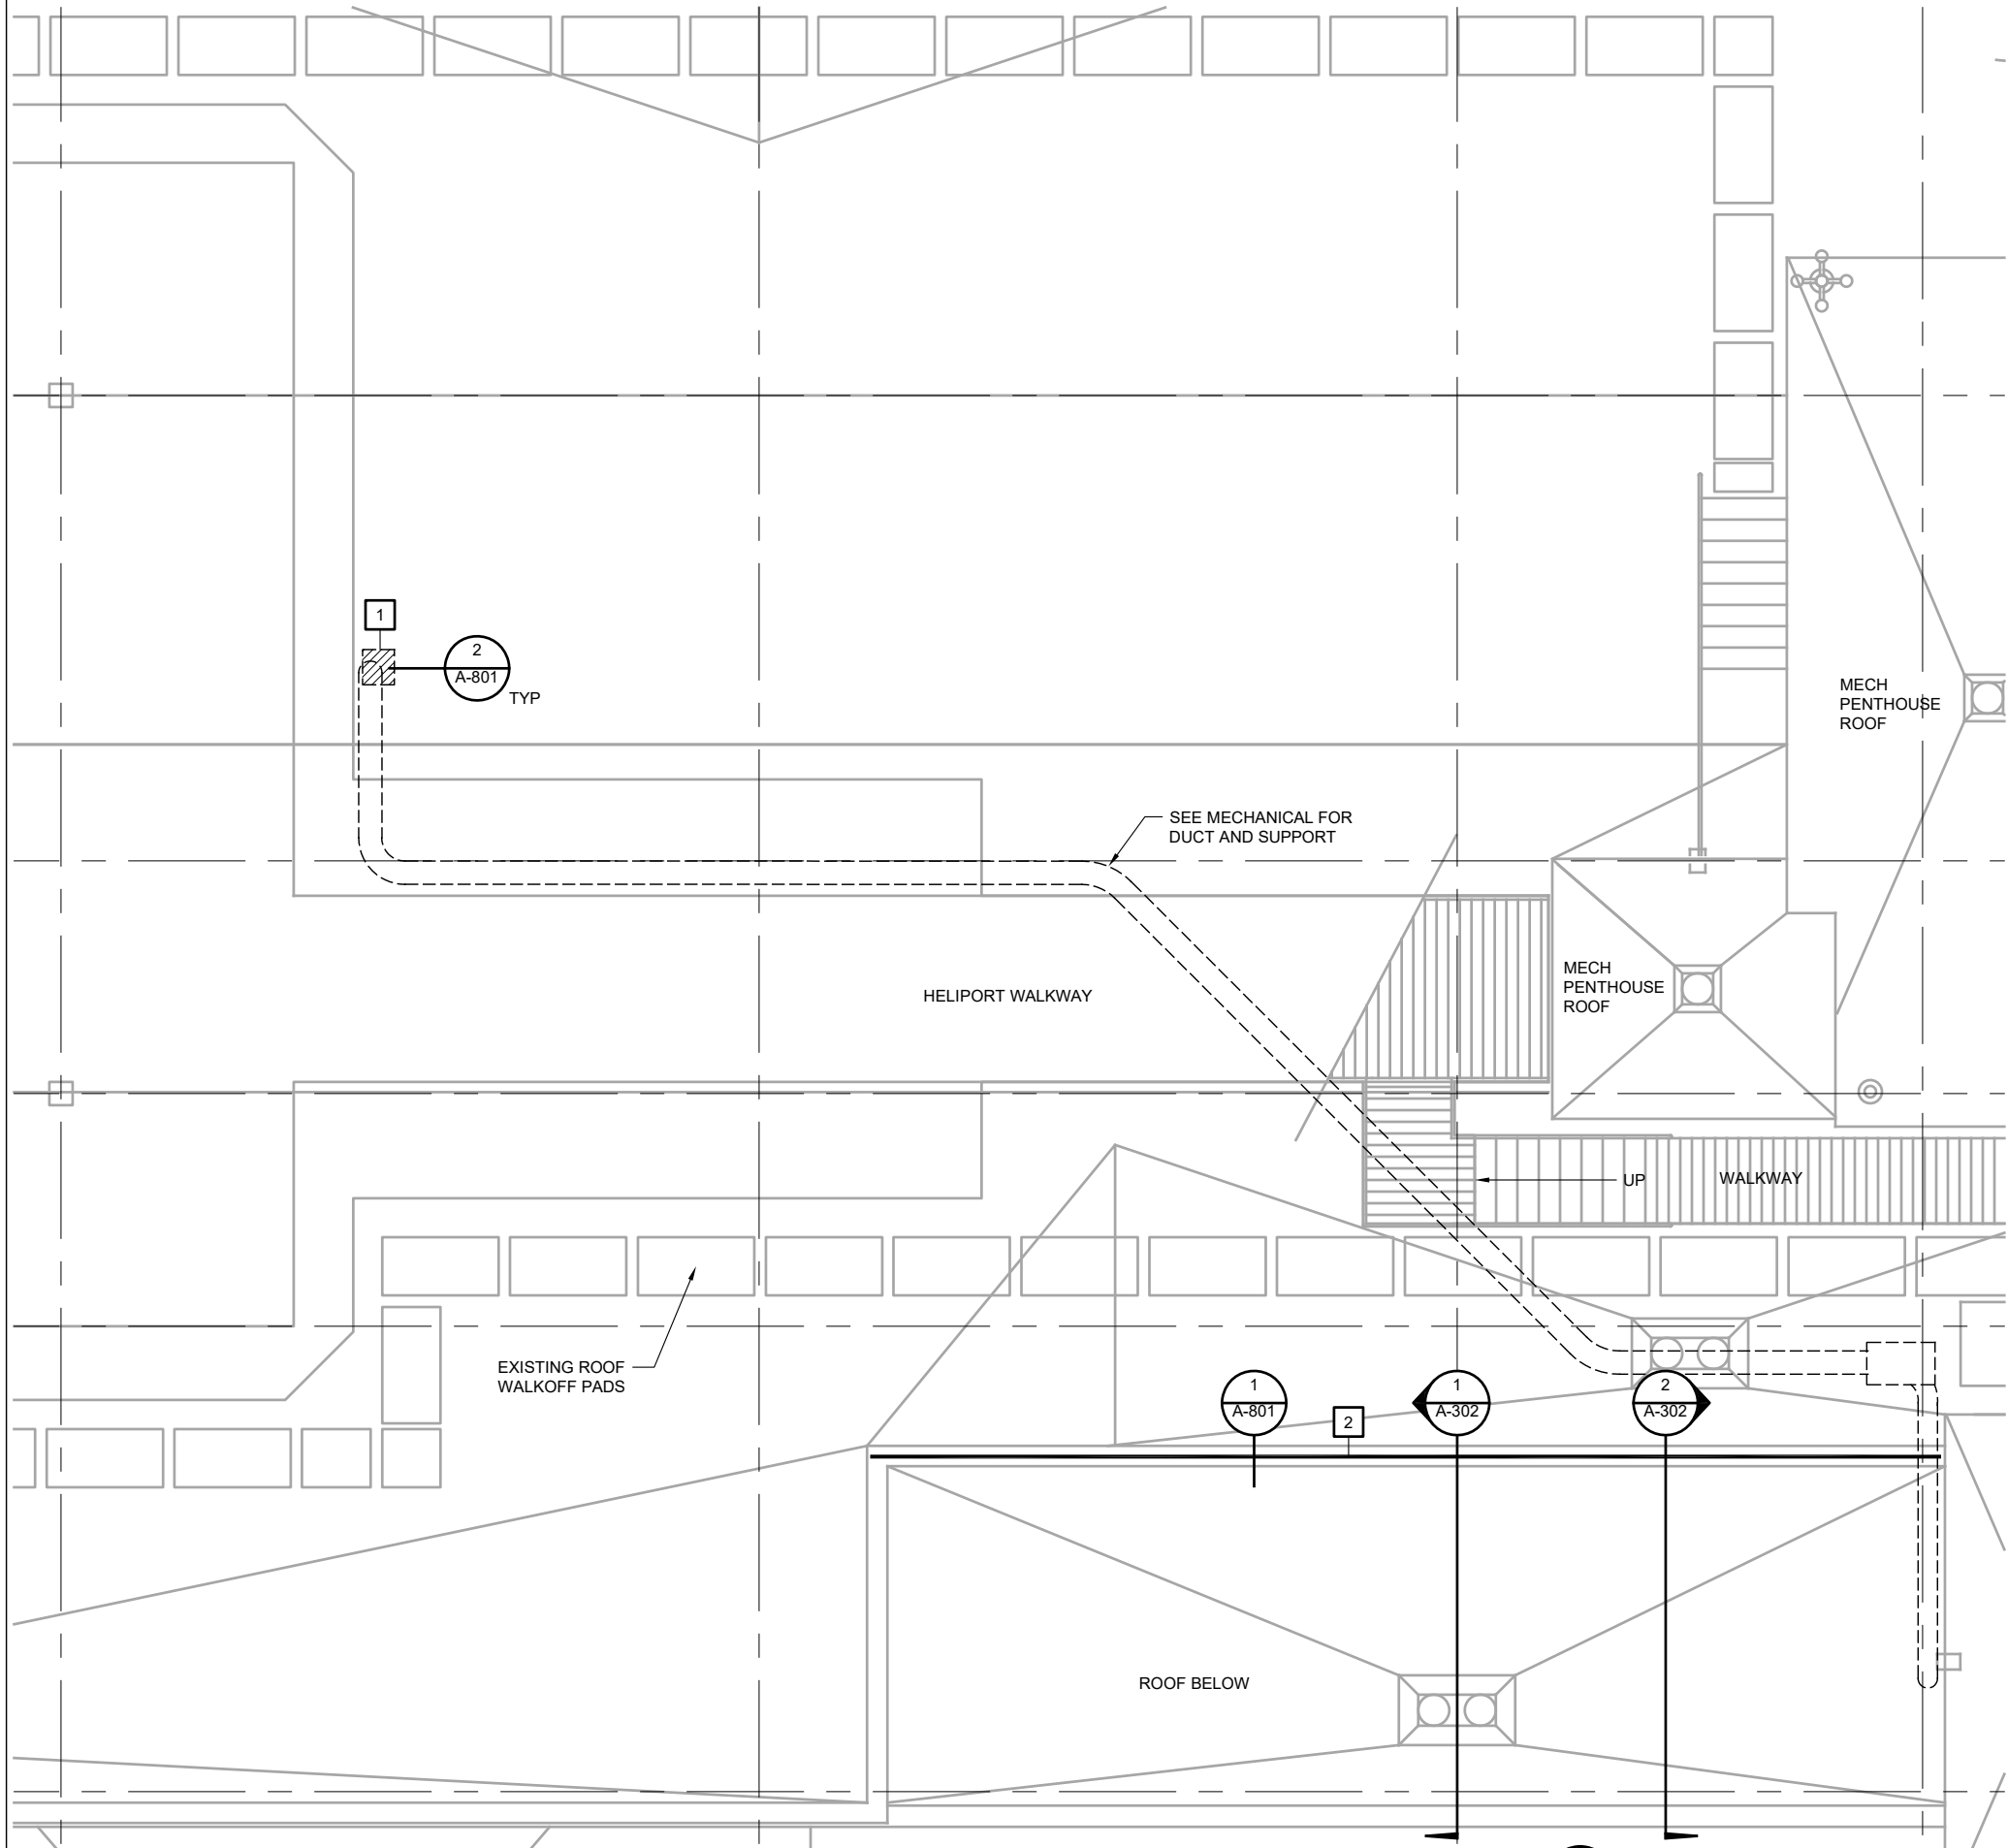 1
2
A-801
TYP
MECH
PENTHOUSE
ROOF
SEE MECHANICAL FOR
DUCT AND SUPPORT
MECH
PENTHOUSE
ROOF
HELIPORT WALKWAY
UP
WALKWAY
EXISTING ROOF
WALKOFF PADS
1
A-801
2
1
A-302
2
A-302
ROOF BELOW